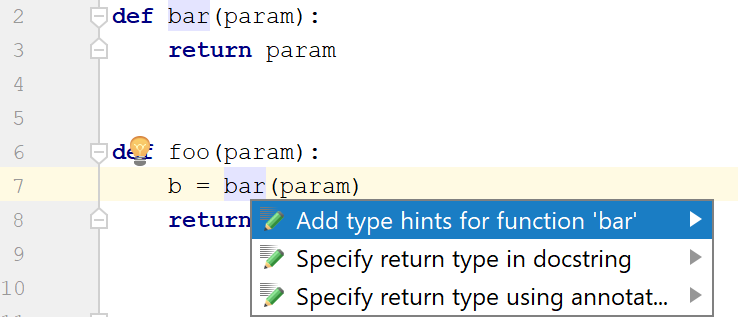 2 def bar(param):
3 return param
4
5
6 def foo(param):
7 b = bar(param)
8 return
Add type hints for function 'bar'
9 Specify return type in docstring
10 Specify return type using annotat...